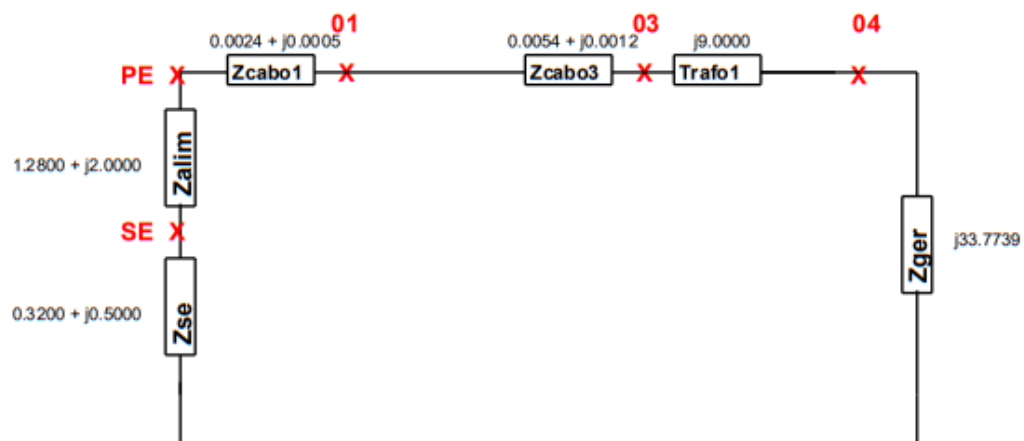 01
03
04
0.0024 + j0.0005
0.0054 + j0.0012
j9.0000
PE X
Zcabo1
X
Zcabo3
X
Trafo1
X
1.2800 + j2.0000
Zalim
SE X
Zger
j33.7739
0.3200 + j0.5000
Zse